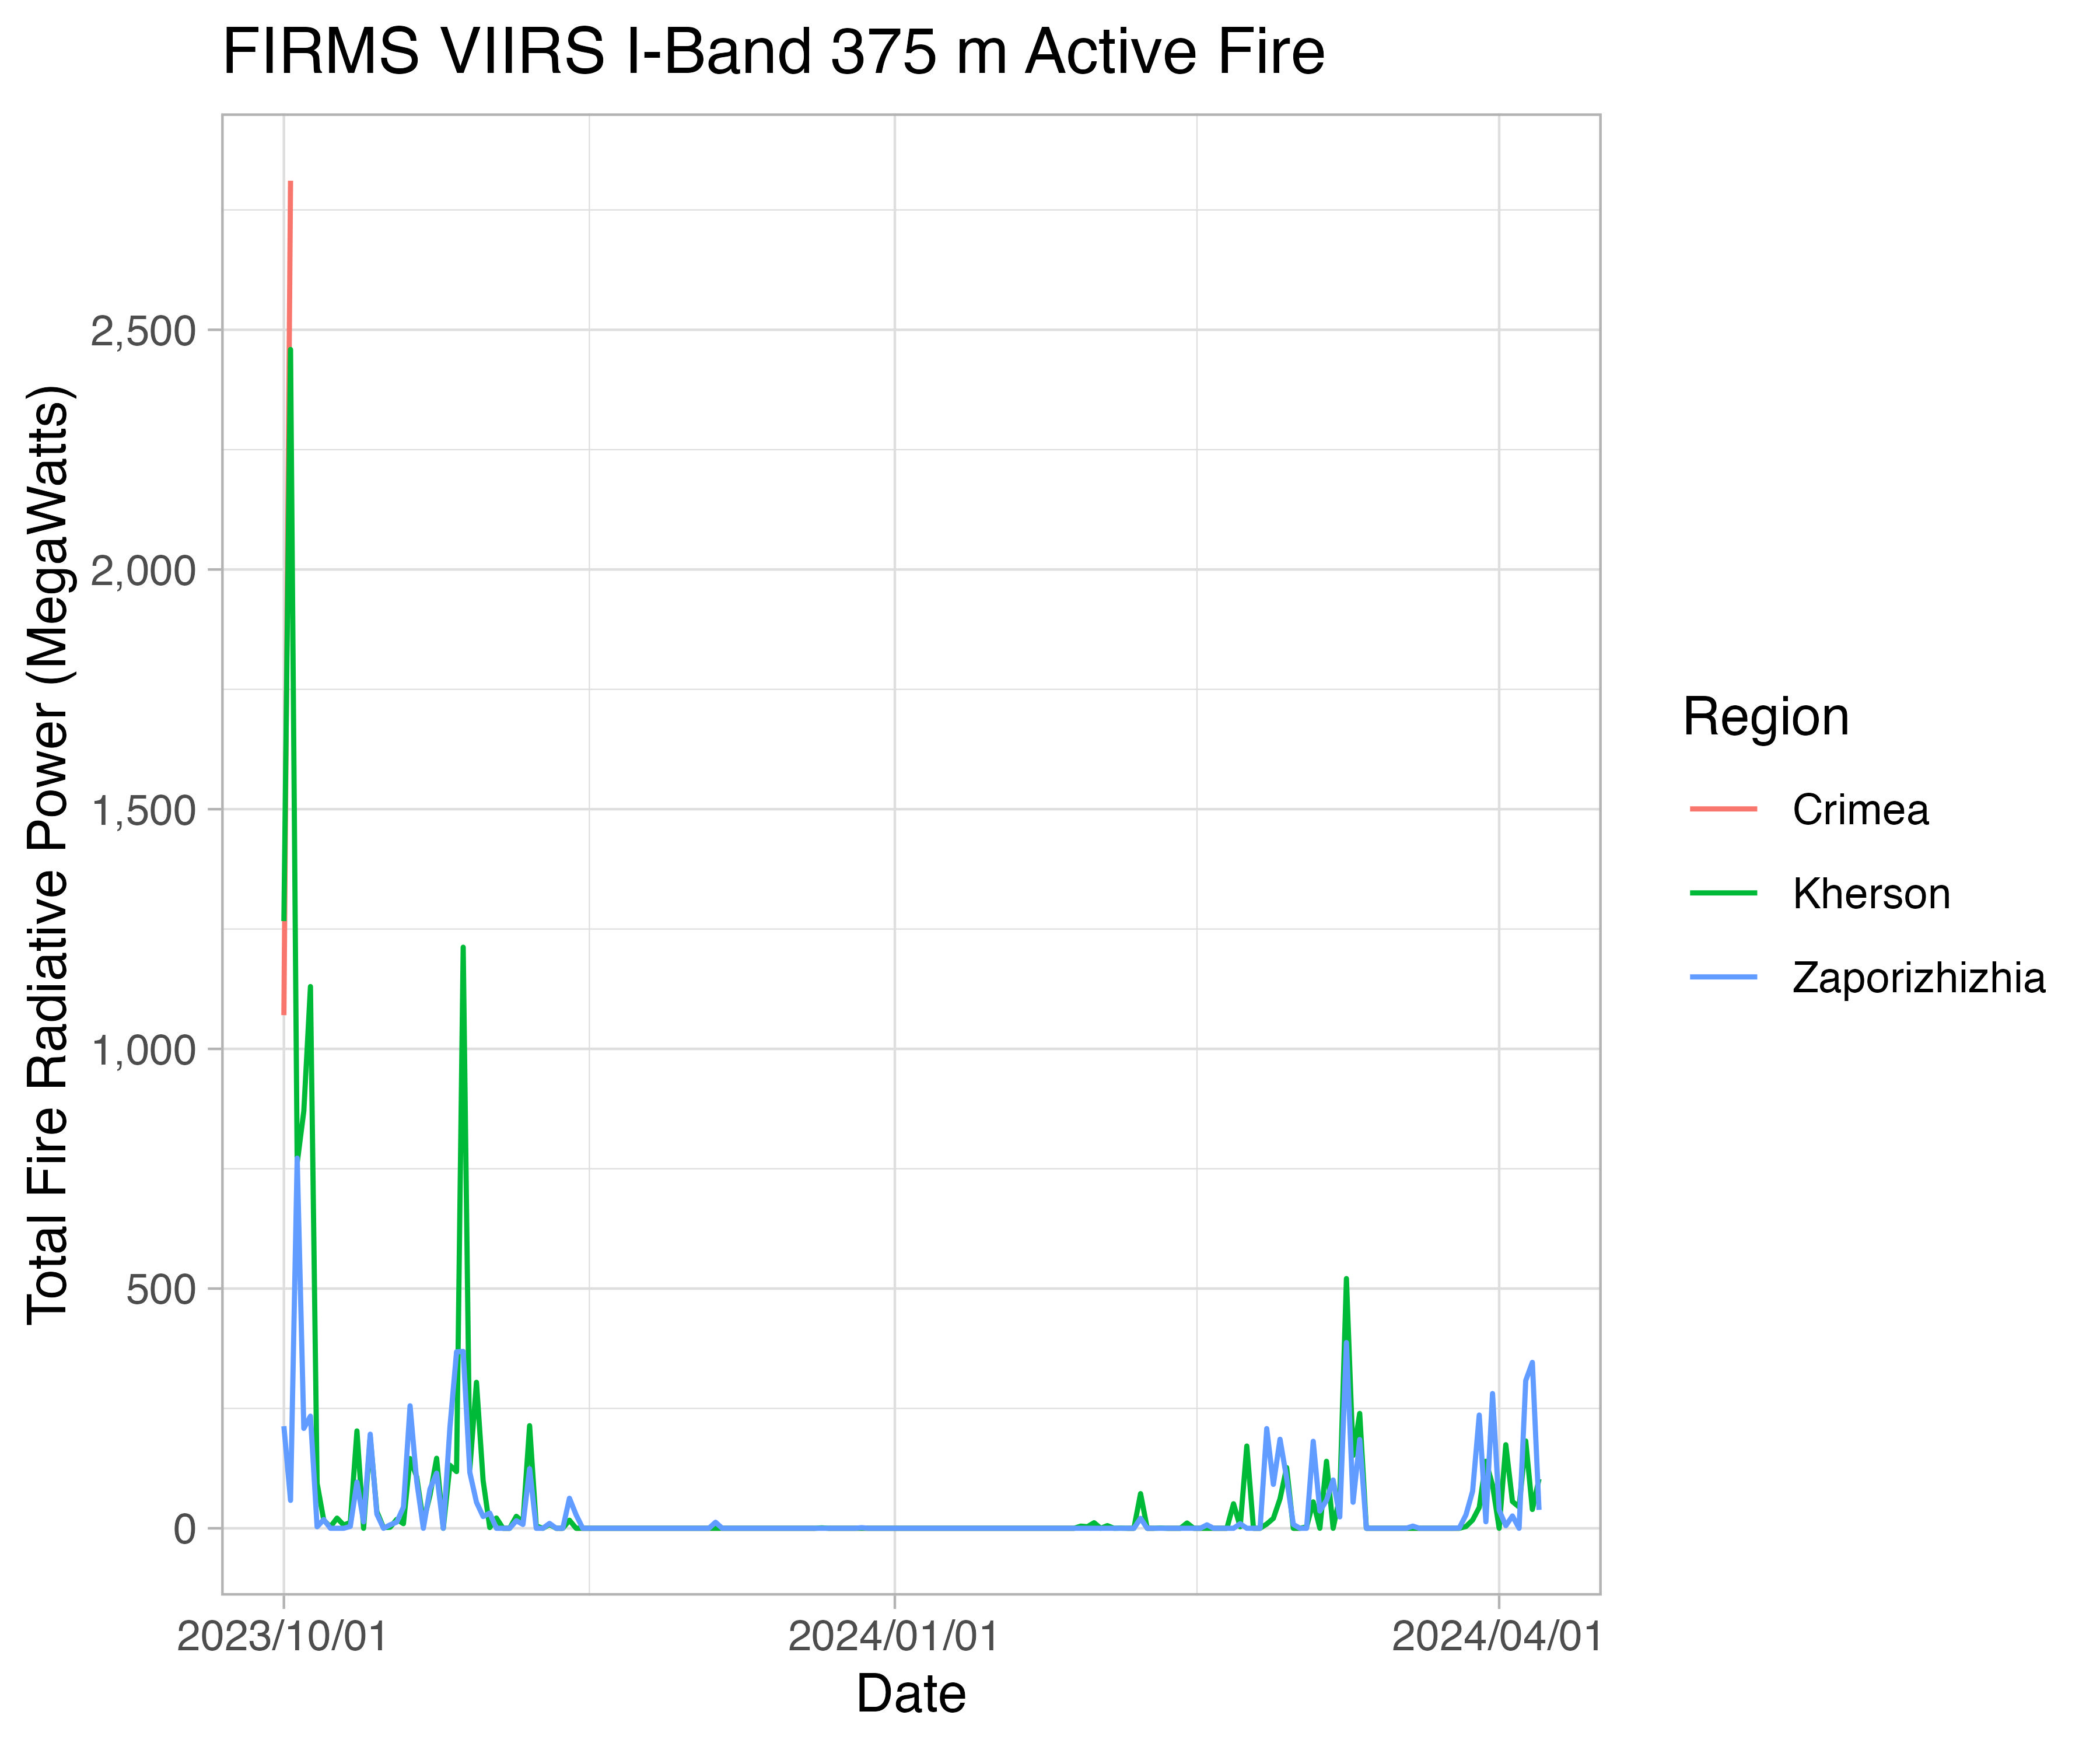 FIRMS VIIRS I-Band 375 m Active Fire
Total Fire Radiative Power (MegaWatts)
2,500
2,000
1,500
1,000
500
0
2023/10/01
2024/01/01
2024/04/01
Date
Region
Crimea
Kherson
Zaporizhizhia